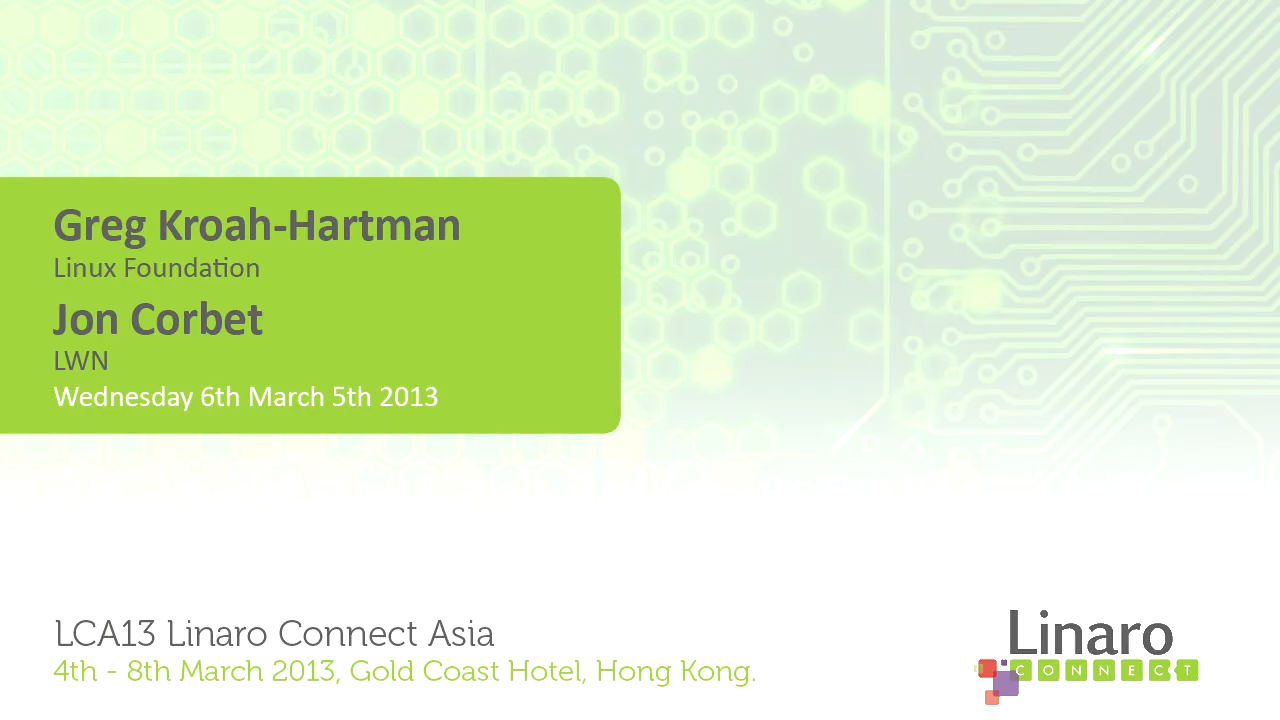 Greg Kroah-Hartman
Linux Foundation
Jon Corbet
LWN
Wednesday 6th March 5th 2013
LCA13 Linaro Connect Asia
4th - 8th March 2013, Gold Coast Hotel, Hong Kong.
Linaro
CONNECT